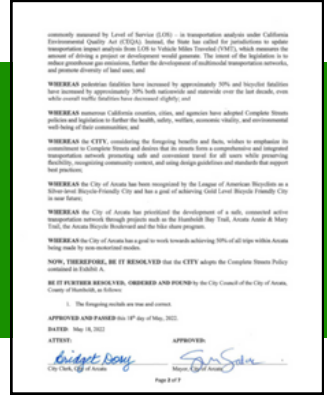 commonly measured by Level of Service (LOS) – in transportation analysis under California
Environmental Quality Act (CEQA). Instead, the State has called for jurisdictions to update
transportation impact analysis from LOS to Vehicle Miles Traveled (VMT), which measures the
amount of driving a project or development would generate. The intent of the legislation is to
reduce greenhouse gas emissions, further the development of multimodal transportation networks,
and promote diversity of land uses; and
WHEREAS pedestrian fatalities have increased by approximately 50% and bicyclist fatalities
have increased by approximately 50% both nationwide and statewide over the last decade, even
while overall traffic fatalities have decreased slightly; and
WHEREAS numerous California counties, cities, and agencies have adopted Complete Streets
policies and legislation to further the health, safety, welfare, economic vitality, and environmental
well-being of their communities; and
WHEREAS the CITY, considering the foregoing benefits and facts, wishes to emphasize its
commitment to Complete Streets and desires that its streets form a comprehensive and integrated
transportation network promoting safe and convenient travel for all users while preserving
flexibility, recognizing community context, and using design guidelines and standards that support
best practices;
WHEREAS the City of Arcata has been recognized by the League of American Bicyclists as a
Silver-level Bicycle-Friendly City and has a goal of achieving Gold Level Bicycle Friendly City
in near future;
WHEREAS the City of Arcata has prioritized the development of a safe, connected active
transportation network through projects such as the Humboldt Bay Trail, Arcata Annie & Mary
Trail, the Arcata Bicycle Boulevard and the bike share program.
WHEREAS the City of Arcata has a goal to work towards achieving 50% of all trips within Arcata
being made by non-motorized modes.
NOW, THEREFORE, BE IT RESOLVED that the CITY adopts the Complete Streets Policy
contained in Exhibit A.
BE IT FURTHER RESOLVED, ORDERED AND FOUND by the City Council of the City of Arcata,
County of Humboldt, as follows:
1. The foregoing recitals are true and correct.
APPROVED AND PASSED this 18th day of May, 2022.
DATED: May 18, 2022
ATTEST: APPROVED:
Bridget Dory
City Clerk, City of Arcata Mayor, City of Arcata
Page 2 of 7